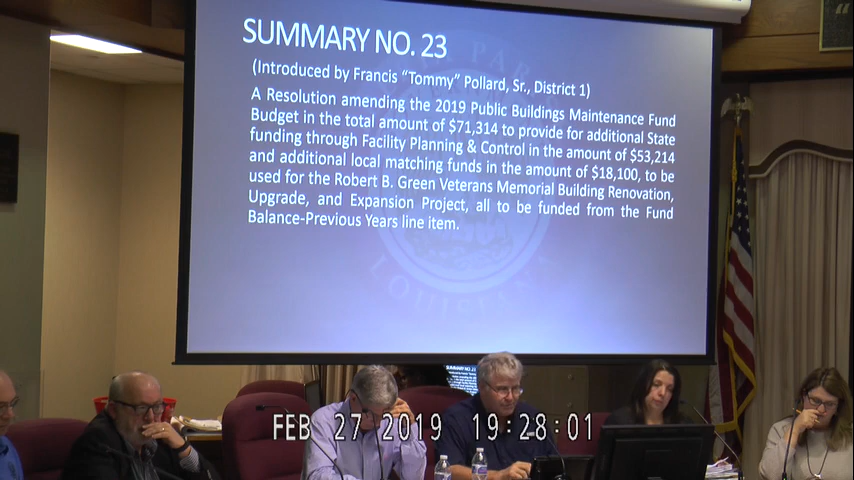 SUMMARY NO. 23
(Introduced by Francis “Tommy” Pollard, Sr., District 1)
A Resolution amending the 2019 Public Buildings Maintenance Fund
Budget in the total amount of $71,314 to provide for additional State
funding through Facility Planning & Control in the amount of $53,214
and additional local matching funds in the amount of $18,100, to be
used for the Robert B. Green Veterans Memorial Building Renovation,
Upgrade, and Expansion Project, all to be funded from the Fund
Balance-Previous Years line item.
LOUISIANA
SUMMARY NO. 23
FEB 27 2019 19:28:01